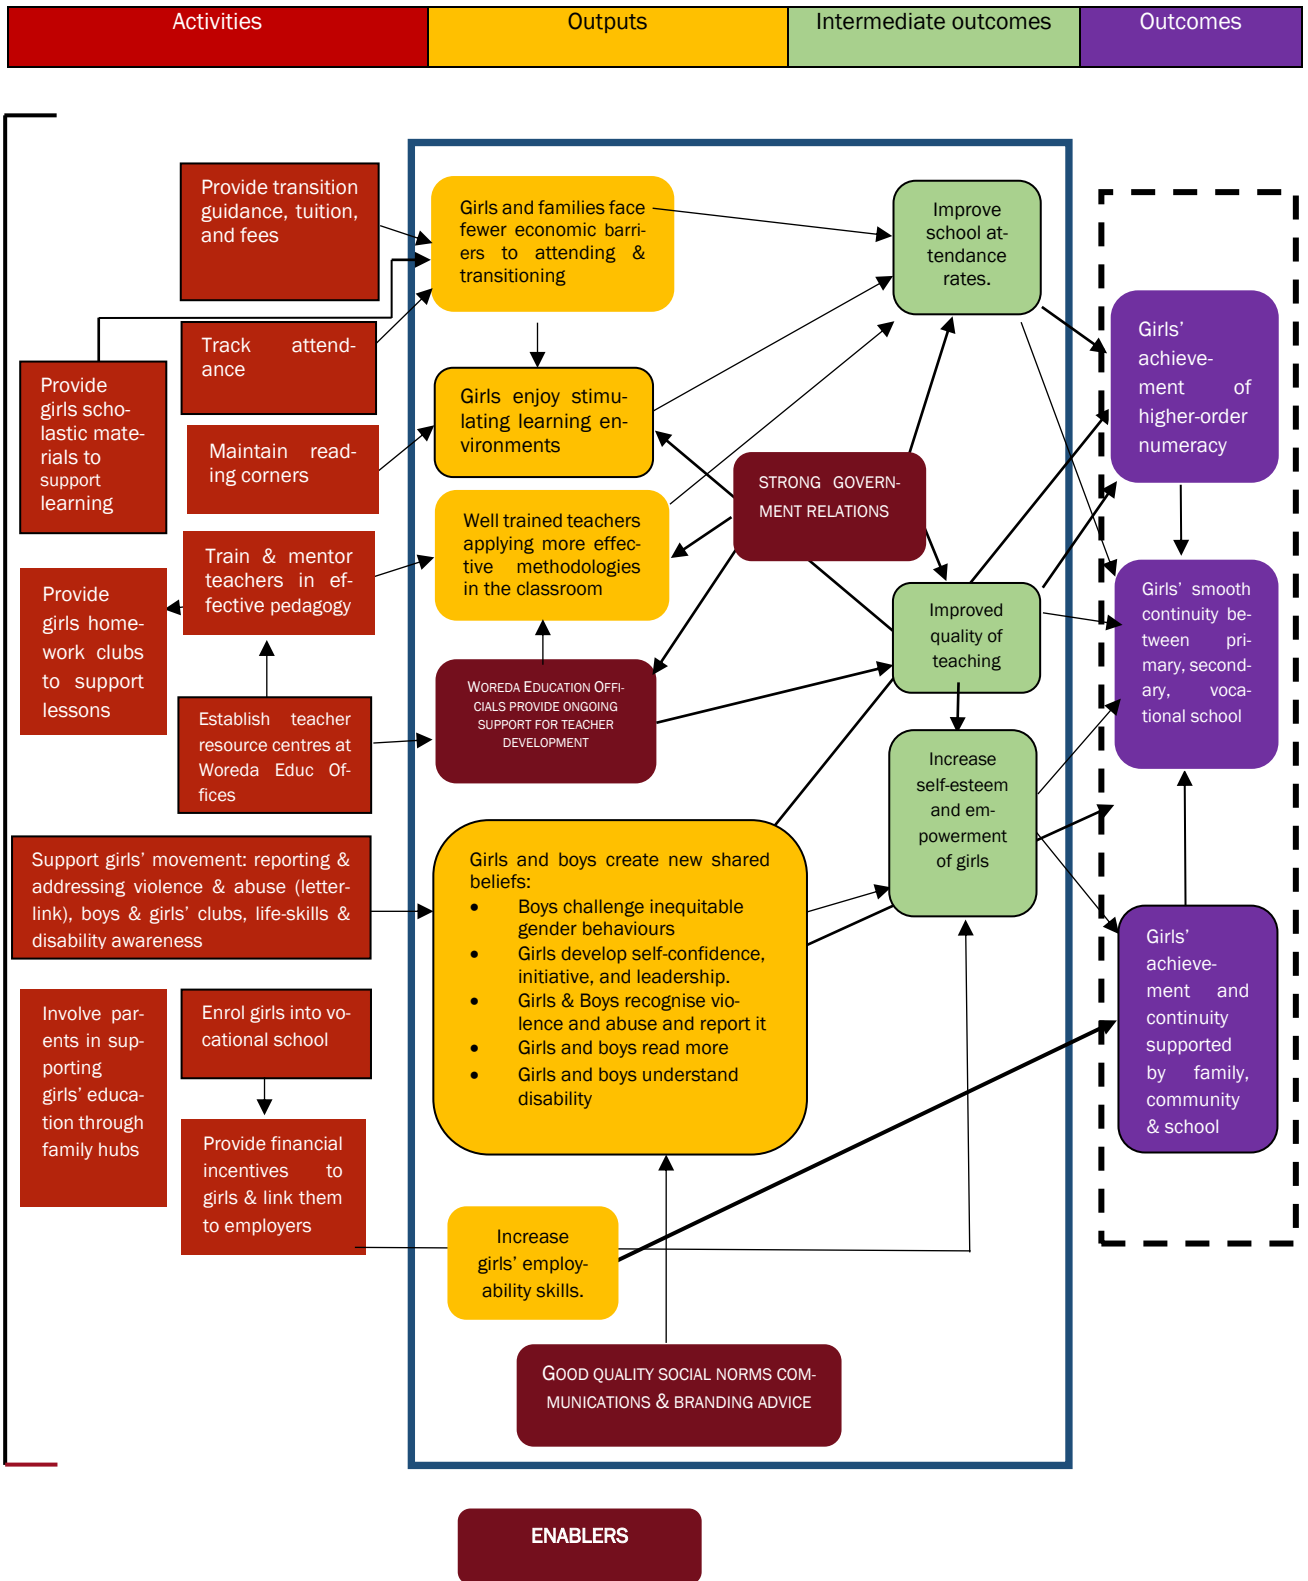 Activities
Outputs
Intermediate outcomes
Outcomes
Provide transition
guidance, tuition,
and fees
Track attend-
ance
Provide
girls scho-
lastic mate-
rials to
support
learning
Maintain read-
ing corners
Train & mentor
teachers in ef-
fective pedagogy
Provide
girls home-
work clubs
to support
lessons
Establish teacher
resource centres at
Woreda Educ Of-
fices
Support girls' movement: reporting &
addressing violence & abuse (letter-
link), boys & girls' clubs, life-skills &
disability awareness
Involve par-
ents in sup-
porting
girls' educa-
tion through
family hubs
Enrol girls into vo-
cational school
Provide financial
incentives to
girls & link them
to employers
Girls and families face
fewer economic barri-
ers to attending &
transitioning
Girls enjoy stimu-
lating learning en-
vironments
Well trained teachers
applying more effec-
tive methodologies
in the classroom
WOREDA EDUCATION OFFI-
CIALS PROVIDE ONGOING
SUPPORT FOR TEACHER
DEVELOPMENT
Girls and boys create new shared
beliefs:
• Boys challenge inequitable
gender behaviours
• Girls develop self-confidence,
initiative, and leadership.
• Girls & Boys recognise vio-
lence and abuse and report it
• Girls and boys read more
• Girls and boys understand
disability
Increase
girls' employ-
ability skills.
GOOD QUALITY SOCIAL NORMS COM-
MUNICATIONS & BRANDING ADVICE
STRONG GOVERN-
MENT RELATIONS
Improve
school at-
tendance
rates.
Improved
quality of
teaching
Increase
self-esteem
and em-
powerment
of girls
Girls'
achieve-
ment of
higher-order
numeracy
Girls' smooth
continuity be-
tween pri-
mary, second-
ary, voca-
tional school
Girls'
achieve-
ment and
continuity
supported
by family,
community
& school
ENABLERS